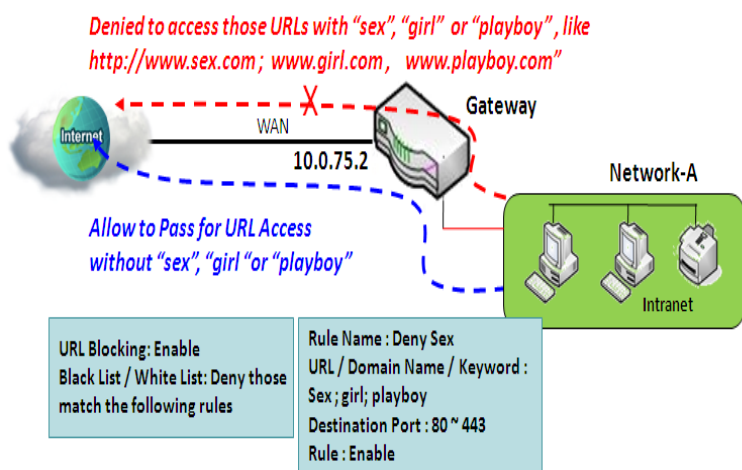 Denied to access those URLs with “sex”, “girl” or “playboy” , like
http://www.sex.com ; www.girl.com , www.playboy.com”
Gateway
Internet
WAN
10.0.75.2
Network-A
Allow to Pass for URL Access
without “sex”, “girl “or “playboy”
Intranet
URL Blocking: Enable
Black List / White List: Deny those
match the following rules
Rule Name : Deny Sex
URL / Domain Name / Keyword :
Sex ; girl; playboy
Destination Port : 80 ~ 443
Rule : Enable